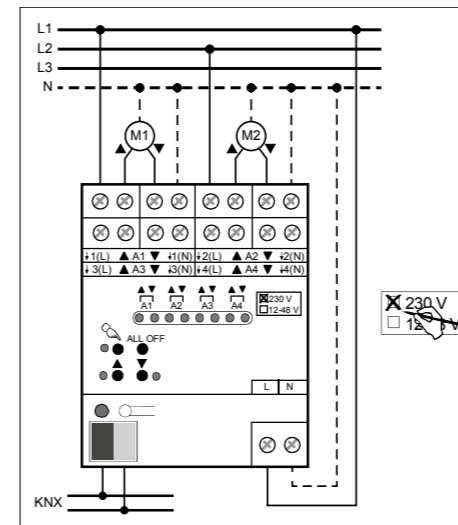 L1
L2
L3
N
M1 M2
1(L) ▲ A1 ▼ 1(N) 2(L) ▲ A2 ▼ 2(N)
3(L) ▲ A3 ▼ 3(N) 4(L) ▲ A4 ▼ 4(N)
▲▼ ▲▼ ▲▼ ▲▼
A1 A2 A3 A4
☒ 230 V
☐ 12-48 V
ALL OFF
▲ ▼
L N
KNX
☒ 230 V